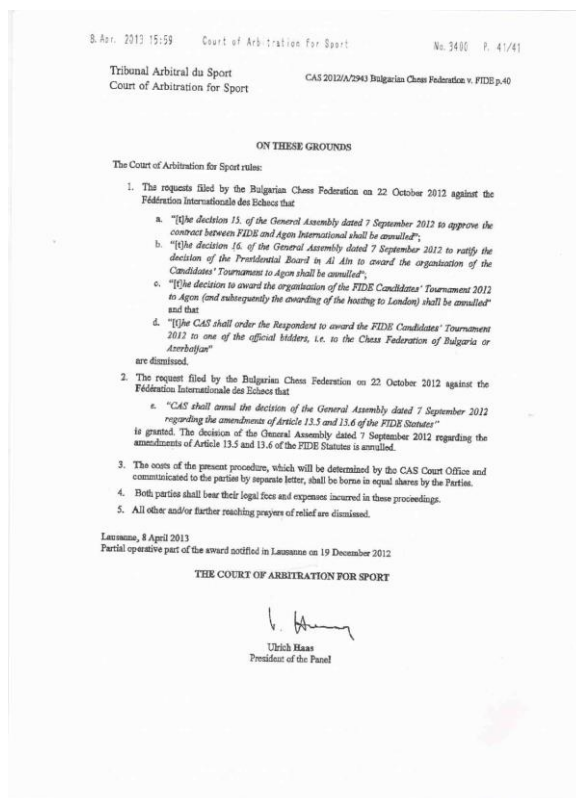 8. Apr. 2013 15:59 Court of Arbitration For Sport No. 3400 P. 41/41
Tribunal Arbitral du Sport
Court of Arbitration for Sport
CAS 2012/A/2943 Bulgarian Chess Federation v. FIDE p.40
ON THESE GROUNDS
The Court of Arbitration for Sport rules:
1. The requests filed by the Bulgarian Chess Federation on 22 October 2012 against the
Fédération Internationale des Echecs that
a. "[t]he decision 15. of the General Assembly dated 7 September 2012 to approve the
contract between FIDE and Agon International shall be annulled";
b. "[t]he decision 16. of the General Assembly dated 7 September 2012 to ratify the
decision of the Presidential Board in Al Ain to award the organisation of the
Candidates' Tournament to Agon shall be annulled";
c. "[t]he decision to award the organisation of the FIDE Candidates' Tournament 2012
to Agon (and subsequently the awarding of the hosting to London) shall be annulled"
and that
d. "[t]he CAS shall order the Respondent to award the FIDE Candidates' Tournament
2012 to one of the official bidders, i.e. to the Chess Federation of Bulgaria or
Azerbaijan"
are dismissed.
2. The request filed by the Bulgarian Chess Federation on 22 October 2012 against the
Fédération Internationale des Echecs that
e. "CAS shall annul the decision of the General Assembly dated 7 September 2012
regarding the amendments of Article 13.5 and 13.6 of the FIDE Statutes"
is granted. The decision of the General Assembly dated 7 September 2012 regarding the
amendments of Article 13.5 and 13.6 of the FIDE Statutes is annulled.
3. The costs of the present procedure, which will be determined by the CAS Court Office and
communicated to the parties by separate letter, shall be borne in equal shares by the Parties.
4. Both parties shall bear their legal fees and expenses incurred in these proceedings.
5. All other and/or further reaching prayers of relief are dismissed.
Lausanne, 8 April 2013
Partial operative part of the award notified in Lausanne on 19 December 2012
THE COURT OF ARBITRATION FOR SPORT
Ulrich Haas
President of the Panel